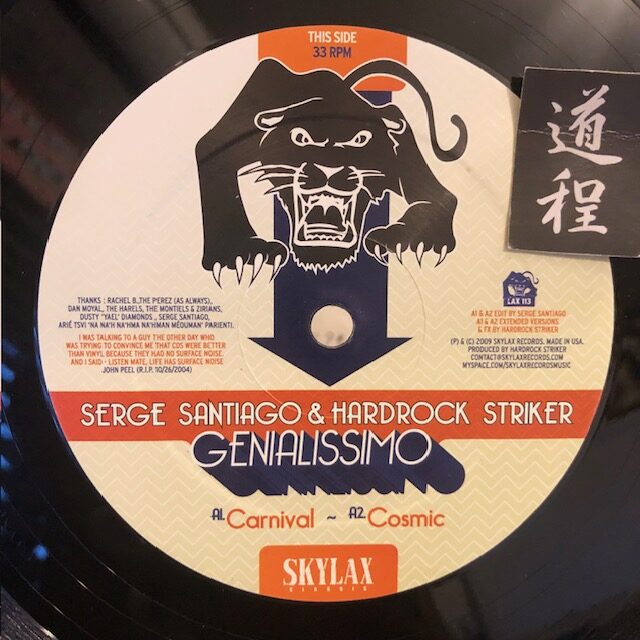 THIS SIDE
33 RPM
道程
LAX 113
THANKS : RACHEL B.,THE PEREZ (AS ALWAYS),
DAN MOYAL, THE HARELS, THE MONTIELS & ZIRIANS,
DUSTY "YAEL" DIAMONDS , SERGE SANTIAGO,
ARIÉ TSVI "NA NA'H NA'HMA NA'HMAN MÉOUMAN" PARIENTI.
I WAS TALKING TO A GUY THE OTHER DAY WHO
WAS TRYING TO CONVINCE ME THAT CDS WERE BETTER
THAN VINYL BECAUSE THEY HAD NO SURFACE NOISE.
AND I SAID: - LISTEN MATE, LIFE HAS SURFACE NOISE
JOHN PEEL (R.I.P. 10/26/2004)
A1 & A2 EDIT BY SERGE SANTIAGO
A1 & A2 EXTENDED VERSIONS
& FX BY HARDROCK STRIKER
(P) & (C) 2009 SKYLAX RECORDS. MADE IN USA.
PRODUCED BY HARDROCK STRIKER
CONTACT@SKYLAXRECORDS.COM
MYSPACE.COM/SKYLAXRECORDSMUSIC
SERGE SANTIAGO & HARDROCK STRIKER
GENIALISSIMO
A1. Carnival ~ A2. Cosmic
SKYLAX
CLASSIC